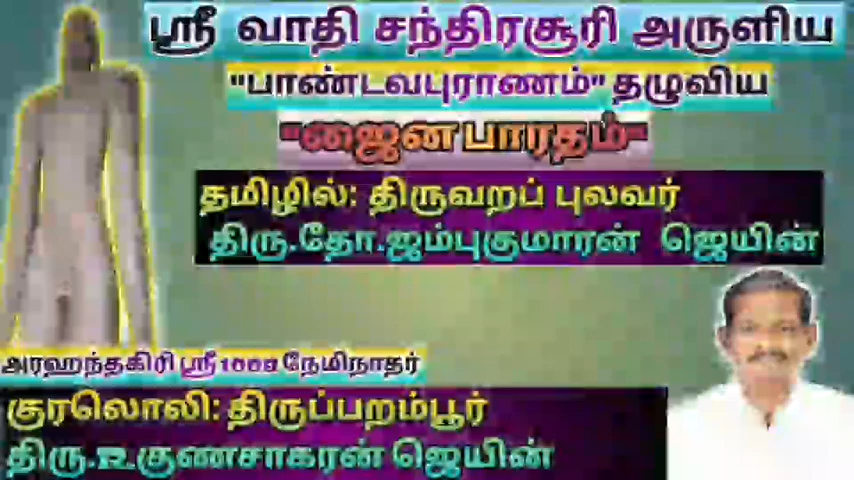 ஸ்ரீ வாதி சந்திரசூரி அருளிய
"பாண்டவபுராணம்" தழுவிய
"ஜைன பாரதம்"
தமிழில்: திருவறப் புலவர்
திரு.தோ.ஜம்புகுமாரன் ஜெயின்
அரஹந்தகிரி ஸ்ரீ 1008 நேமிநாதர்
குரலொலி: திருப்பறம்பூர்
திரு.உ.குணசாகரன் ஜெயின்